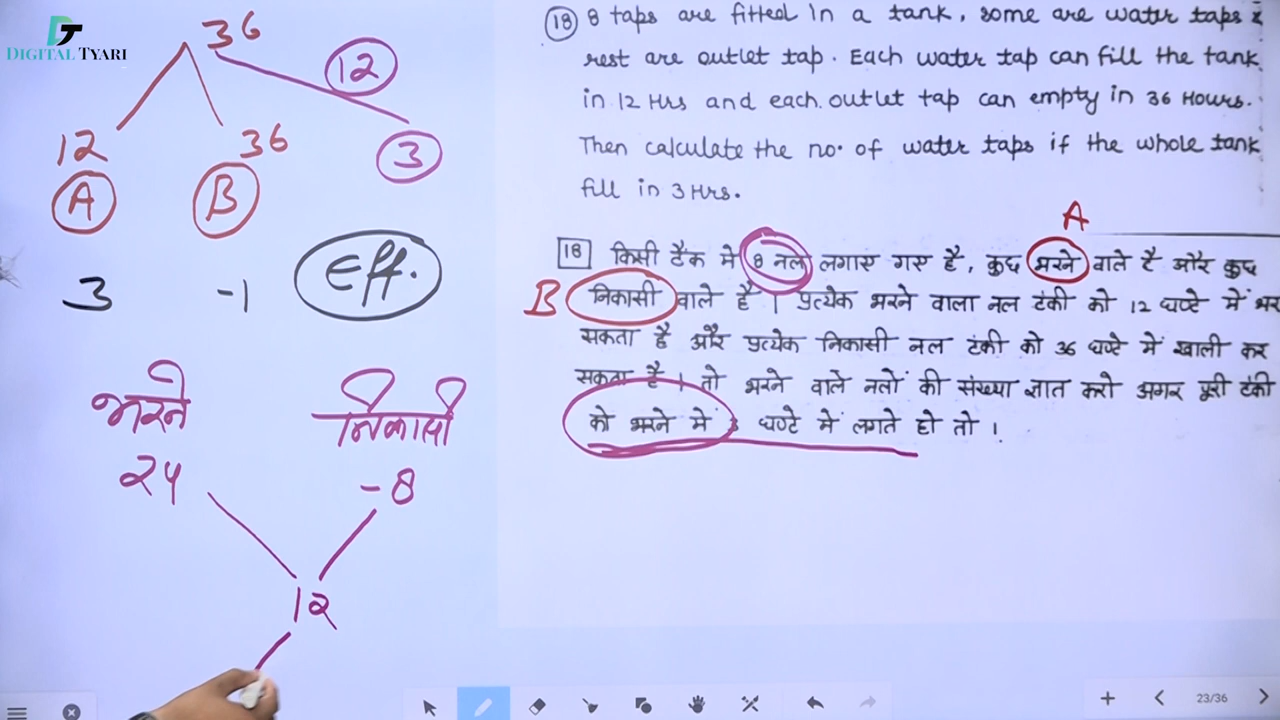 DIGITAL TYARI
36
12
12
36
3
A
B
3
-1
Eff.
भरने
निकासी
24
-8
12
18 8 taps are fitted in a tank, some are water taps &
rest are outlet tap. Each water tap can fill the tank
in 12 Hrs and each outlet tap can empty in 36 Hours.
Then calculate the no. of water taps if the whole tank
fill in 3 Hrs.
A
18 किसी टैंक मे 8 नल लगाए गए है, कुछ भरने वाले है और कुछ
B निकासी वाले है । प्रत्येक भरने वाला नल टंकी को 12 घण्टे में भर
सकता है और प्रत्येक निकासी नल टंकी को 36 घण्टे में खाली कर
सकता है । तो भरने वाले नलों की संख्या ज्ञात करो अगर पूरी टंकी
को भरने में 3 घण्टे में लगते हो तो ।
23/36